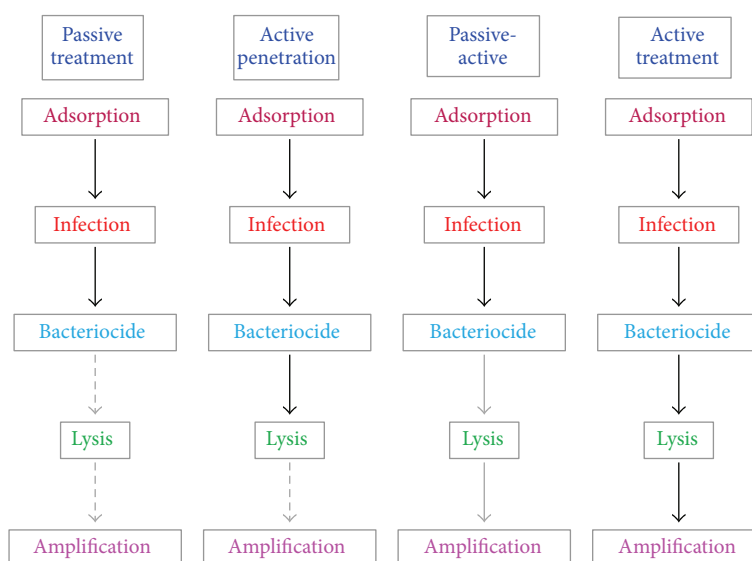 Passive
treatment
Active
penetration
Passive-
active
Active
treatment
Adsorption
Adsorption
Adsorption
Adsorption
Infection
Infection
Infection
Infection
Bacteriocide
Bacteriocide
Bacteriocide
Bacteriocide
Lysis
Lysis
Lysis
Lysis
Amplification
Amplification
Amplification
Amplification